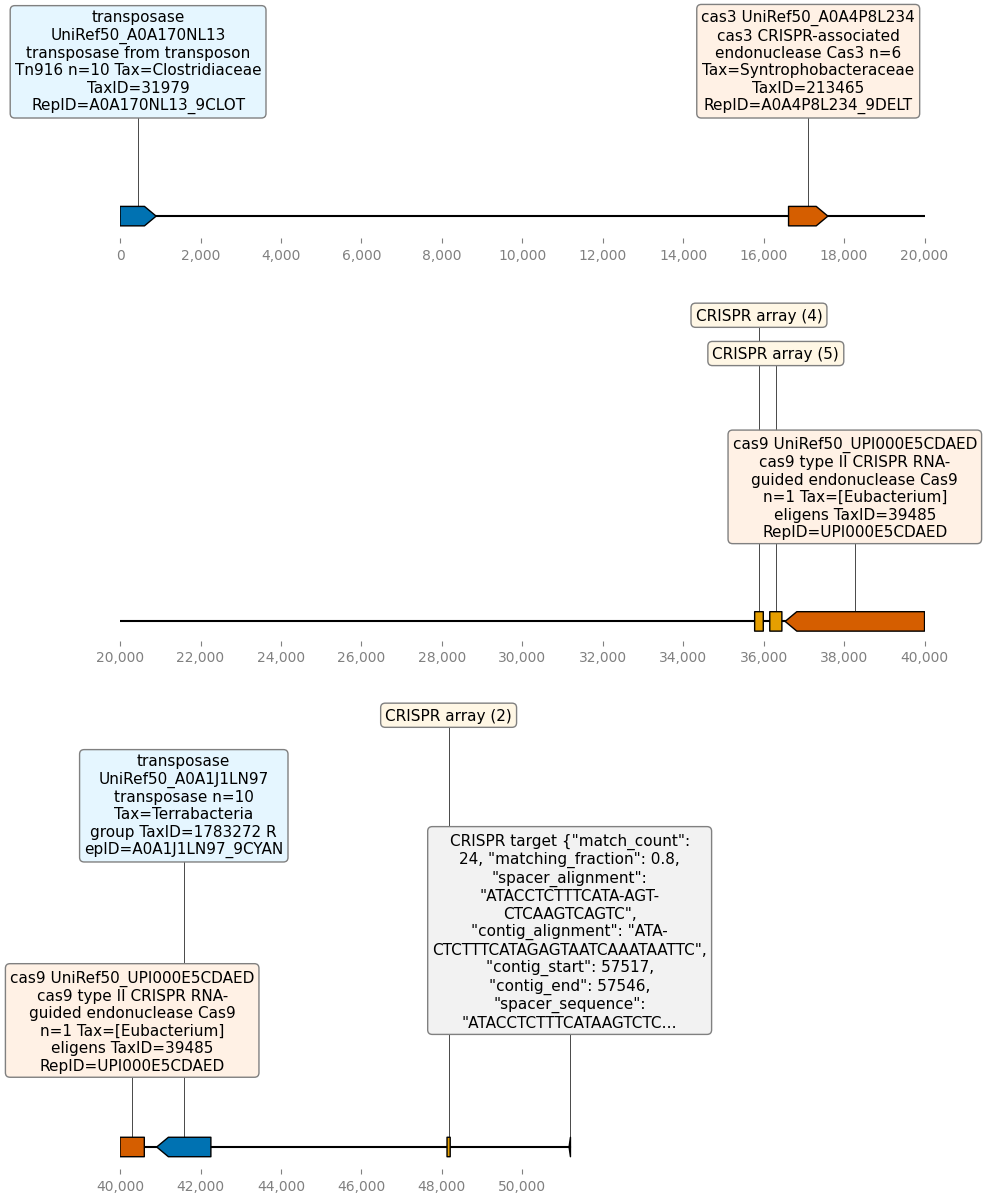 transposase
UniRef50_A0A170NL13
transposase from transposon
Tn916 n=10 Tax=Clostridiaceae
TaxID=31979
RepID=A0A170NL13_9CLOT
cas3 UniRef50_A0A4P8L234
cas3 CRISPR-associated
endonuclease Cas3 n=6
Tax=Syntrophobacteraceae
TaxID=213465
RepID=A0A4P8L234_9DELT
0 2,000 4,000 6,000 8,000 10,000 12,000 14,000 16,000 18,000 20,000
CRISPR array (4)
CRISPR array (5)
cas9 UniRef50_UPI000E5CDAED
cas9 type II CRISPR RNA-
guided endonuclease Cas9
n=1 Tax=[Eubacterium]
eligens TaxID=39485
RepID=UPI000E5CDAED
20,000 22,000 24,000 26,000 28,000 30,000 32,000 34,000 36,000 38,000 40,000
CRISPR array (2)
transposase
UniRef50_A0A1J1LN97
transposase n=10
Tax=Terrabacteria
group TaxID=1783272 R
epID=A0A1J1LN97_9CYAN
CRISPR target {"match_count":
24, "matching_fraction": 0.8,
"spacer_alignment":
"ATACCTCTTTCATA-AGT-
CTCAAGTCAGTC",
"contig_alignment": "ATA-
CTCTTTCATAGAGTAATCAAATAATTC",
"contig_start": 57517,
"contig_end": 57546,
"spacer_sequence":
"ATACCTCTTTCATAAGTCTC...
cas9 UniRef50_UPI000E5CDAED
cas9 type II CRISPR RNA-
guided endonuclease Cas9
n=1 Tax=[Eubacterium]
eligens TaxID=39485
RepID=UPI000E5CDAED
40,000 42,000 44,000 46,000 48,000 50,000